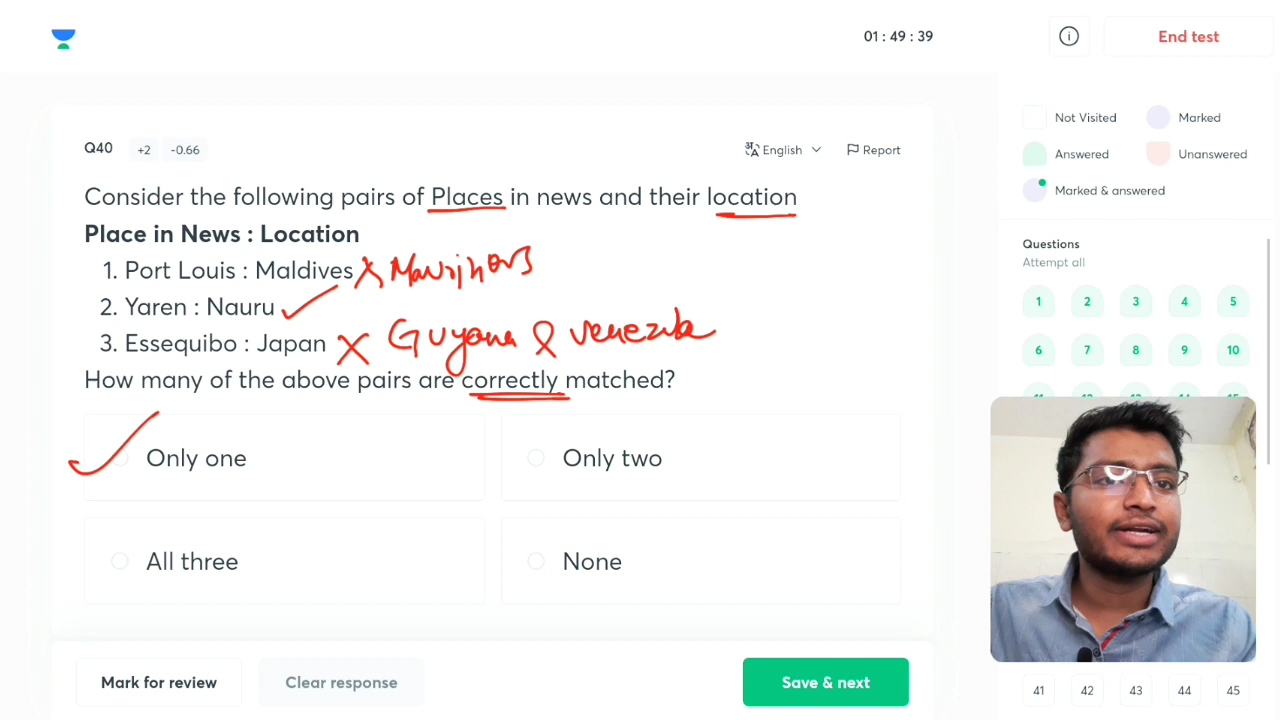 01 : 49 : 39
End test
Q40 +2 -0.66
English
Report
Consider the following pairs of Places in news and their location
Place in News : Location
1. Port Louis : Maldives
2. Yaren : Nauru
3. Essequibo : Japan
Guyana & venezula
How many of the above pairs are correctly matched?
Only one
Only two
All three
None
Mark for review
Clear response
Save & next
Not Visited
Marked
Answered
Unanswered
Marked & answered
Questions
Attempt all
1 2 3 4 5
6 7 8 9 10
41 42 43 44 45